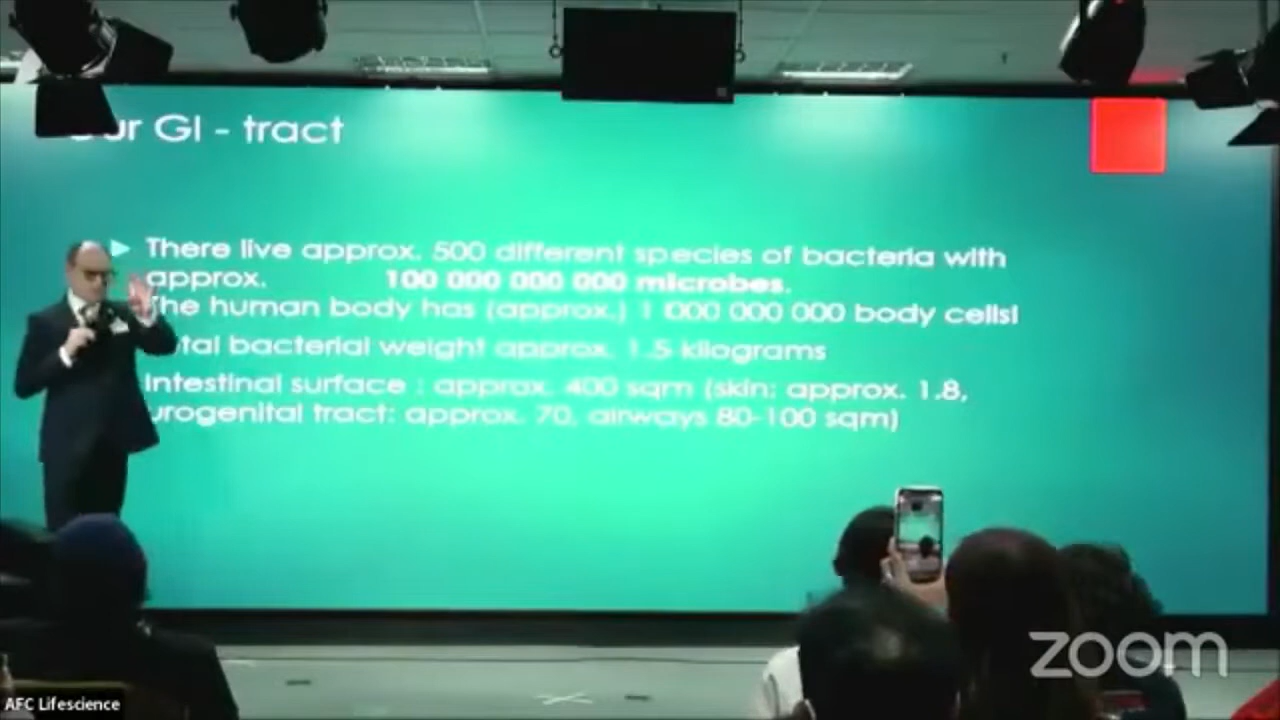 ur GI - tract
There live approx. 500 different species of bacteria with
approx. 100 000 000 000 microbes.
The human body has (approx.) 1 000 000 000 body cells!
tal bacterial weight approx. 1.5 kilograms
Intestinal surface : approx. 400 sqm (skin: approx. 1.8,
urogenital tract: approx. 70, airways 80-100 sqm)
zoom
AFC Lifescience